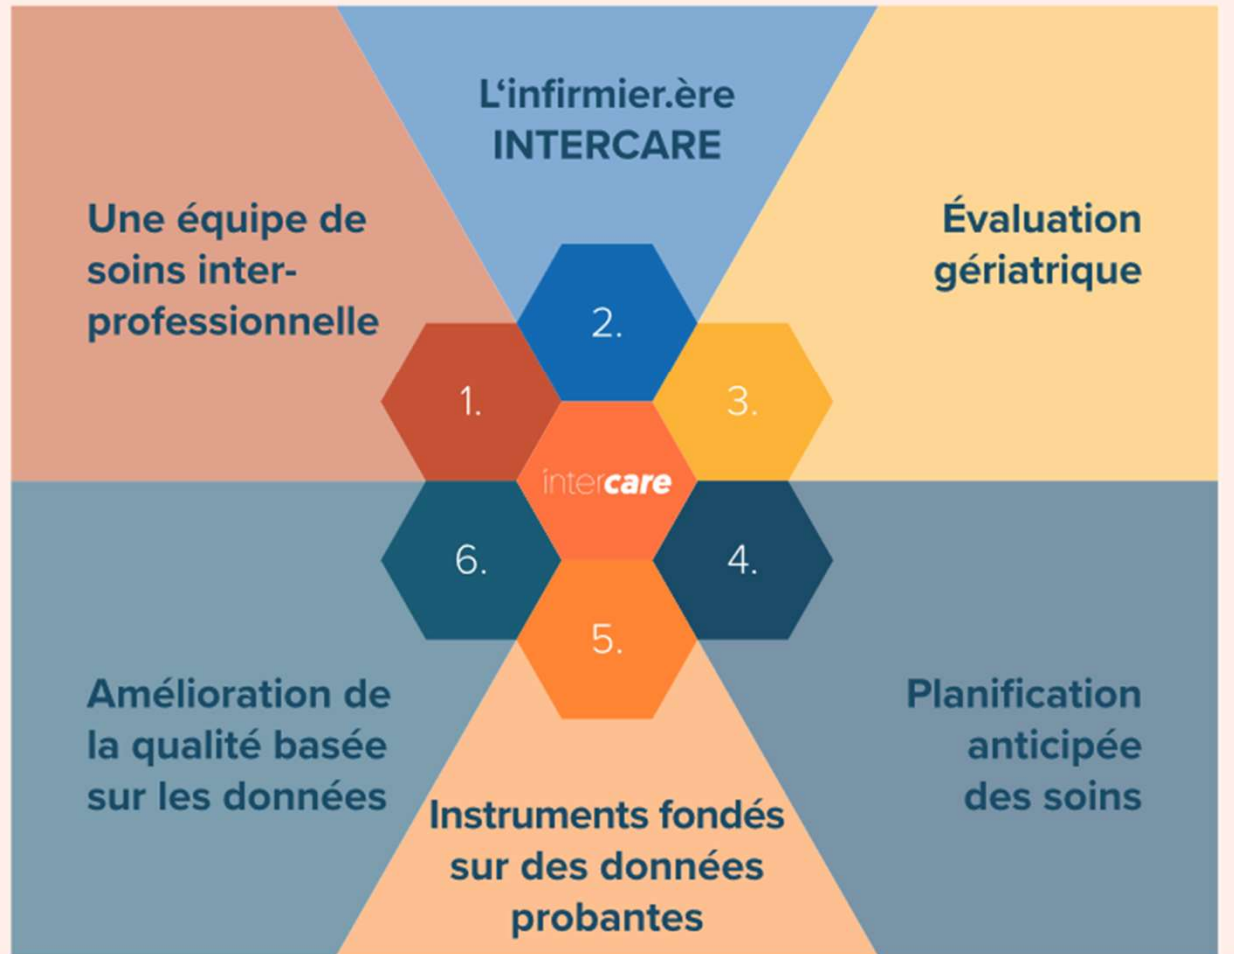 L‘infirmier.ère
INTERCARE
Une équipe de
soins inter-
professionnelle
Évaluation
gériatrique
2.
1.
3.
intercare
6.
4.
5.
Amélioration de
la qualité basée
sur les données
Planification
anticipée
des soins
Instruments fondés
sur des données
probantes